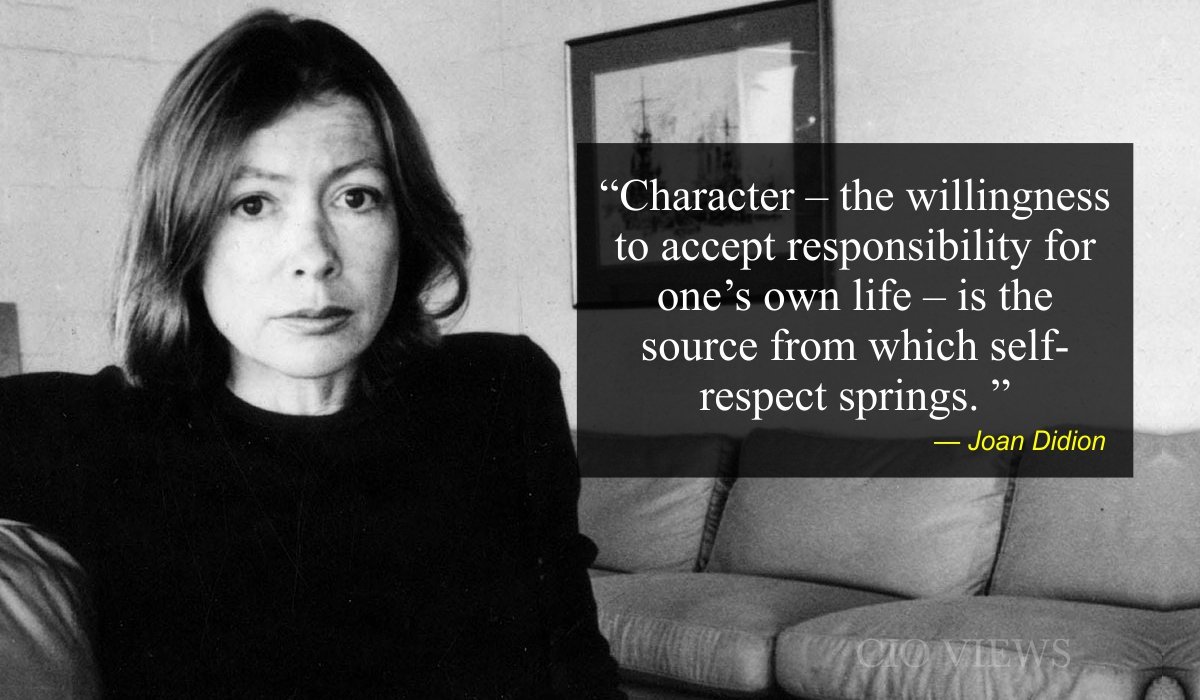 “Character – the willingness
to accept responsibility for
one’s own life – is the
source from which self-
respect springs. ”
— Joan Didion
CIO VIEWS